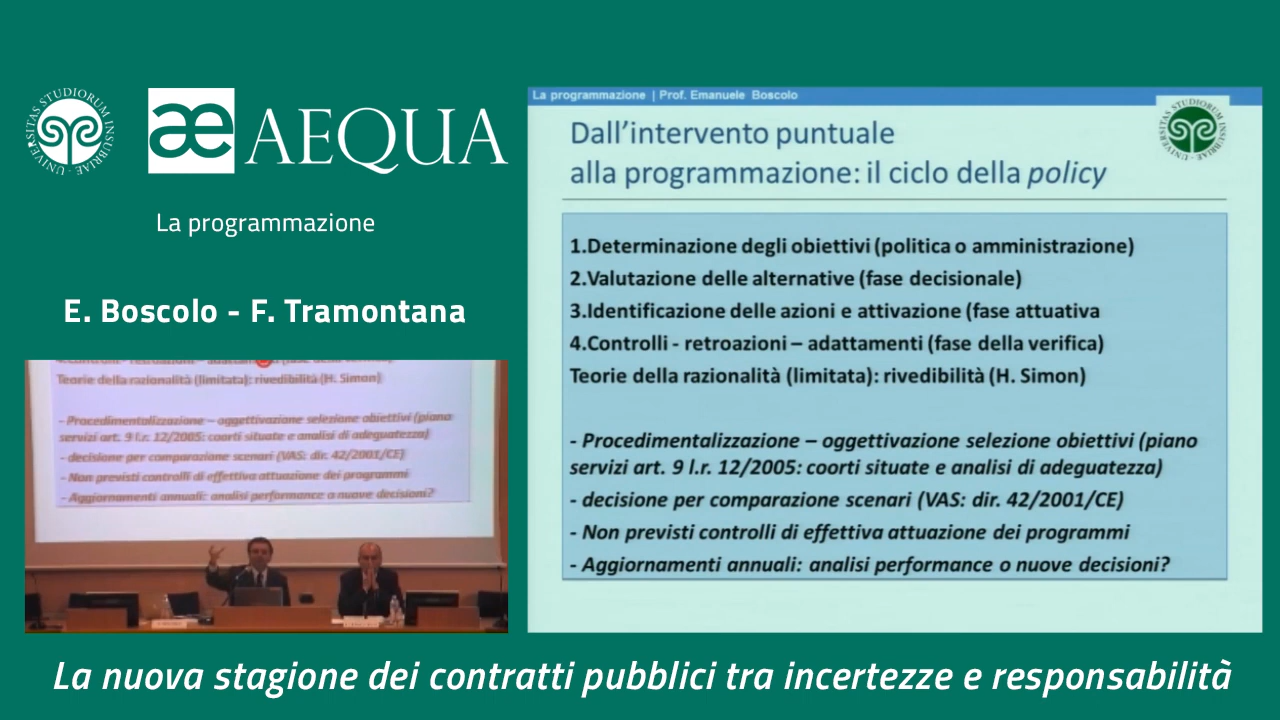 UNIVERSITAS STUDIORUM INSUBRIAE
æ AEQUA
La programmazione
E. Boscolo - F. Tramontana
Teorie della razionalità (limitata): rivedibilità (H. Simon)
- Procedimentalizzazione – oggettivazione selezione obiettivi (piano
servizi art. 9 l.r. 12/2005: coorti situate e analisi di adeguatezza)
- decisione per comparazione scenari (VAS: dir. 42/2001/CE)
- Non previsti controlli di effettiva attuazione dei programmi
- Aggiornamenti annuali: analisi performance o nuove decisioni?
La programmazione | Prof. Emanuele Boscolo
UNIVERSITAS STUDIORUM INSUBRIAE
Dall'intervento puntuale
alla programmazione: il ciclo della policy
1.Determinazione degli obiettivi (politica o amministrazione)
2.Valutazione delle alternative (fase decisionale)
3.Identificazione delle azioni e attivazione (fase attuativa
4.Controlli - retroazioni – adattamenti (fase della verifica)
Teorie della razionalità (limitata): rivedibilità (H. Simon)
- Procedimentalizzazione – oggettivazione selezione obiettivi (piano
servizi art. 9 l.r. 12/2005: coorti situate e analisi di adeguatezza)
- decisione per comparazione scenari (VAS: dir. 42/2001/CE)
- Non previsti controlli di effettiva attuazione dei programmi
- Aggiornamenti annuali: analisi performance o nuove decisioni?
La nuova stagione dei contratti pubblici tra incertezze e responsabilità